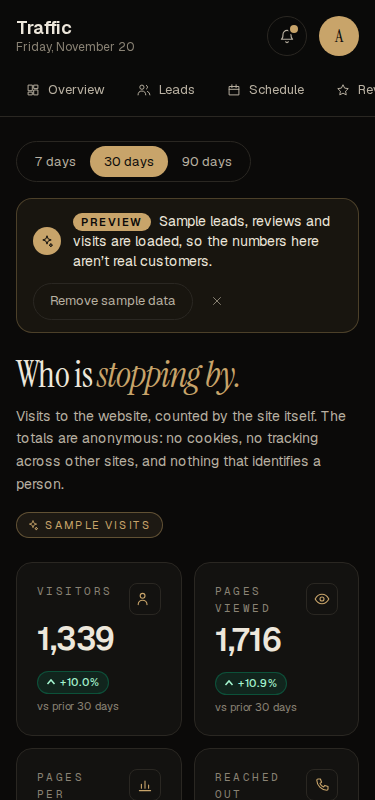 Traffic
Friday, November 20
A
Overview Leads Schedule Re
7 days 30 days 90 days
PREVIEW Sample leads, reviews and
visits are loaded, so the numbers here
aren't real customers.
Remove sample data
Who is stopping by.
Visits to the website, counted by the site itself. The
totals are anonymous: no cookies, no tracking
across other sites, and nothing that identifies a
person.
SAMPLE VISITS
VISITORS
1,339
+10.0%
vs prior 30 days
PAGES
VIEWED
1,716
+10.9%
vs prior 30 days
PAGES
PER
REACHED
OUT